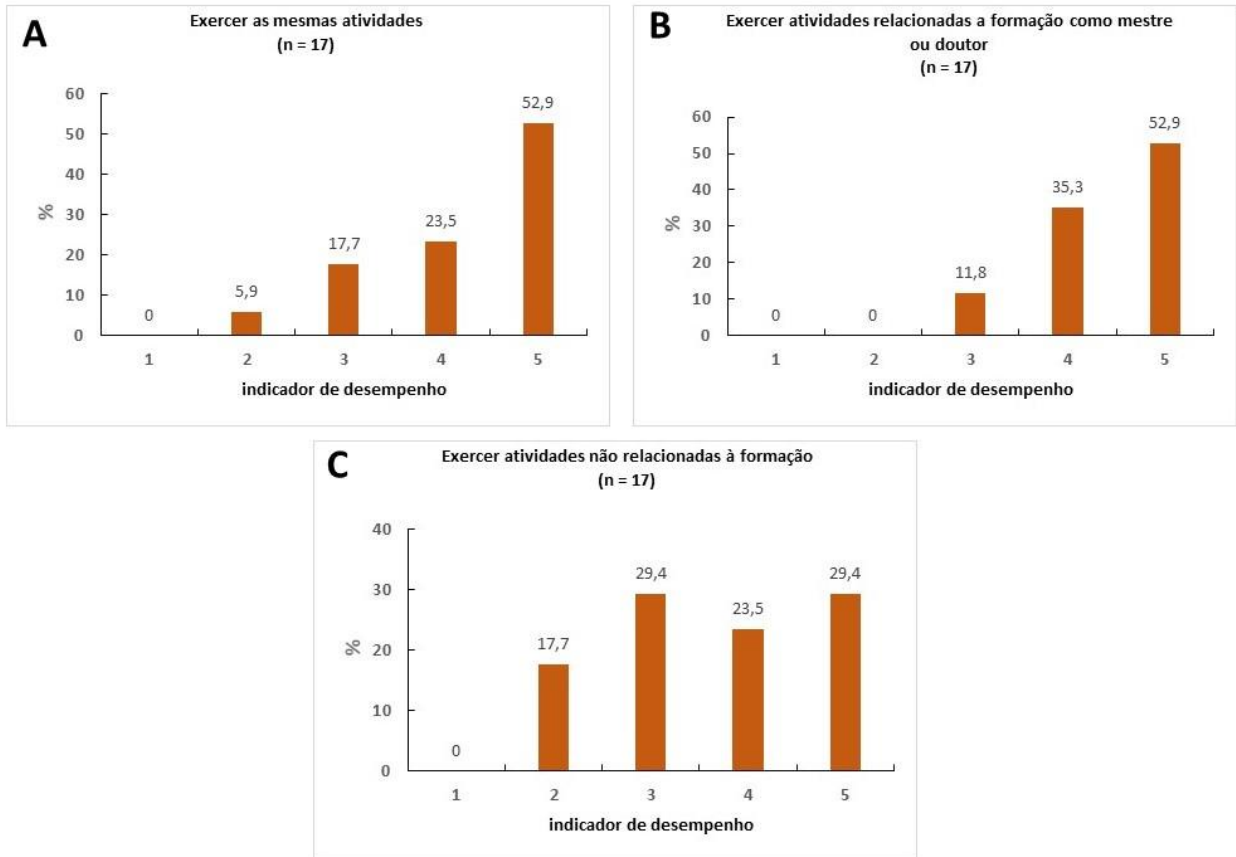 A
Exercer as mesmas atividades
(n = 17)
60
50
40
30
20
10
0
%
0
5,9
17,7
23,5
52,9
1 2 3 4 5
indicador de desempenho
B
Exercer atividades relacionadas a formação como mestre
ou doutor
(n = 17)
60
50
40
30
20
10
0
%
0
0
11,8
35,3
52,9
1 2 3 4 5
indicador de desempenho
C
Exercer atividades não relacionadas à formação
(n = 17)
40
30
20
10
0
%
0
17,7
29,4
23,5
29,4
1 2 3 4 5
indicador de desempenho